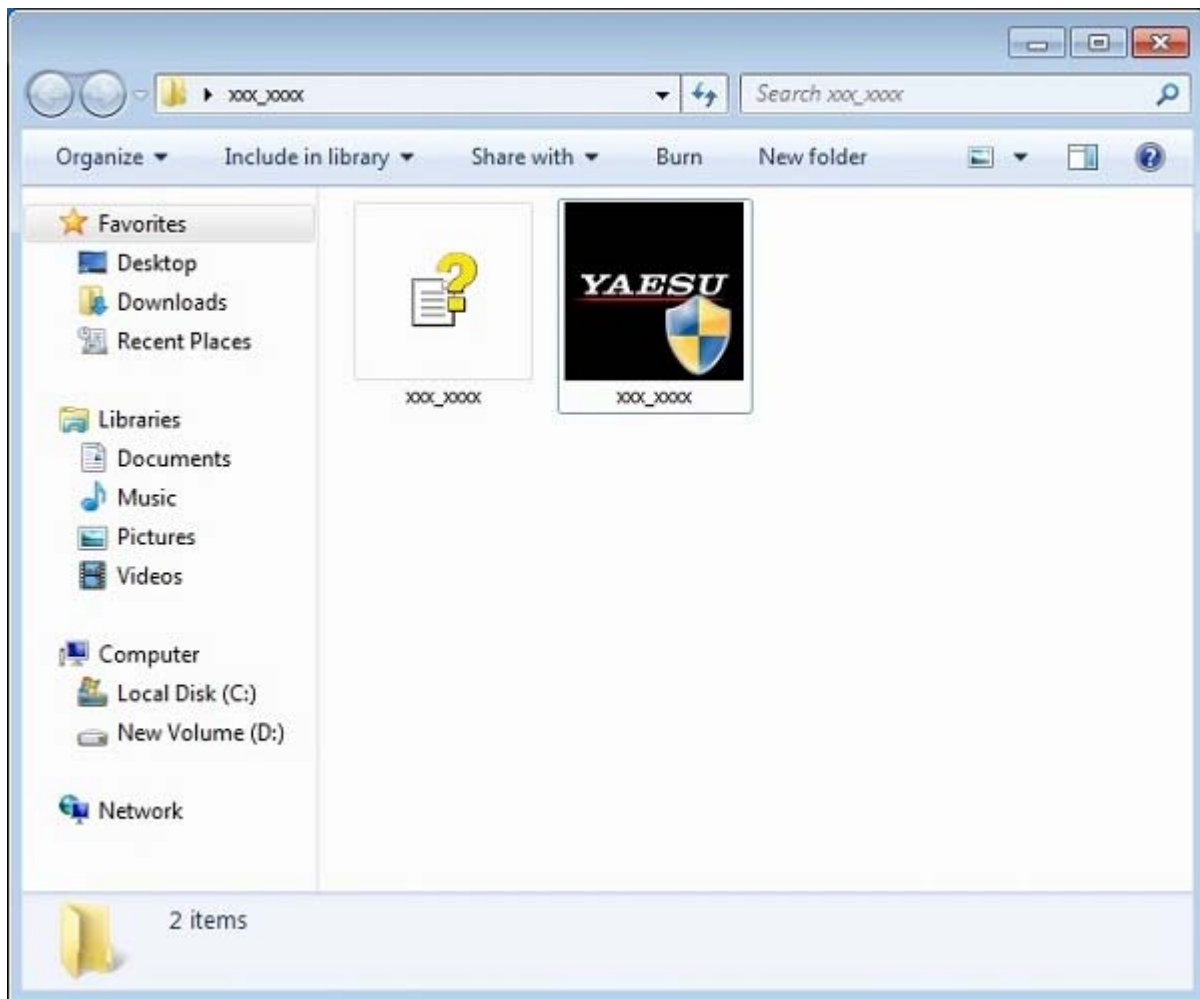 xxx_xxxx
Search xxx_xxxx
Organize
Include in library
Share with
Burn
New folder
Favorites
Desktop
Downloads
Recent Places
Libraries
Documents
Music
Pictures
Videos
Computer
Local Disk (C:)
New Volume (D:)
Network
YAESU
xxx_xxxx
xxx_xxxx
2 items